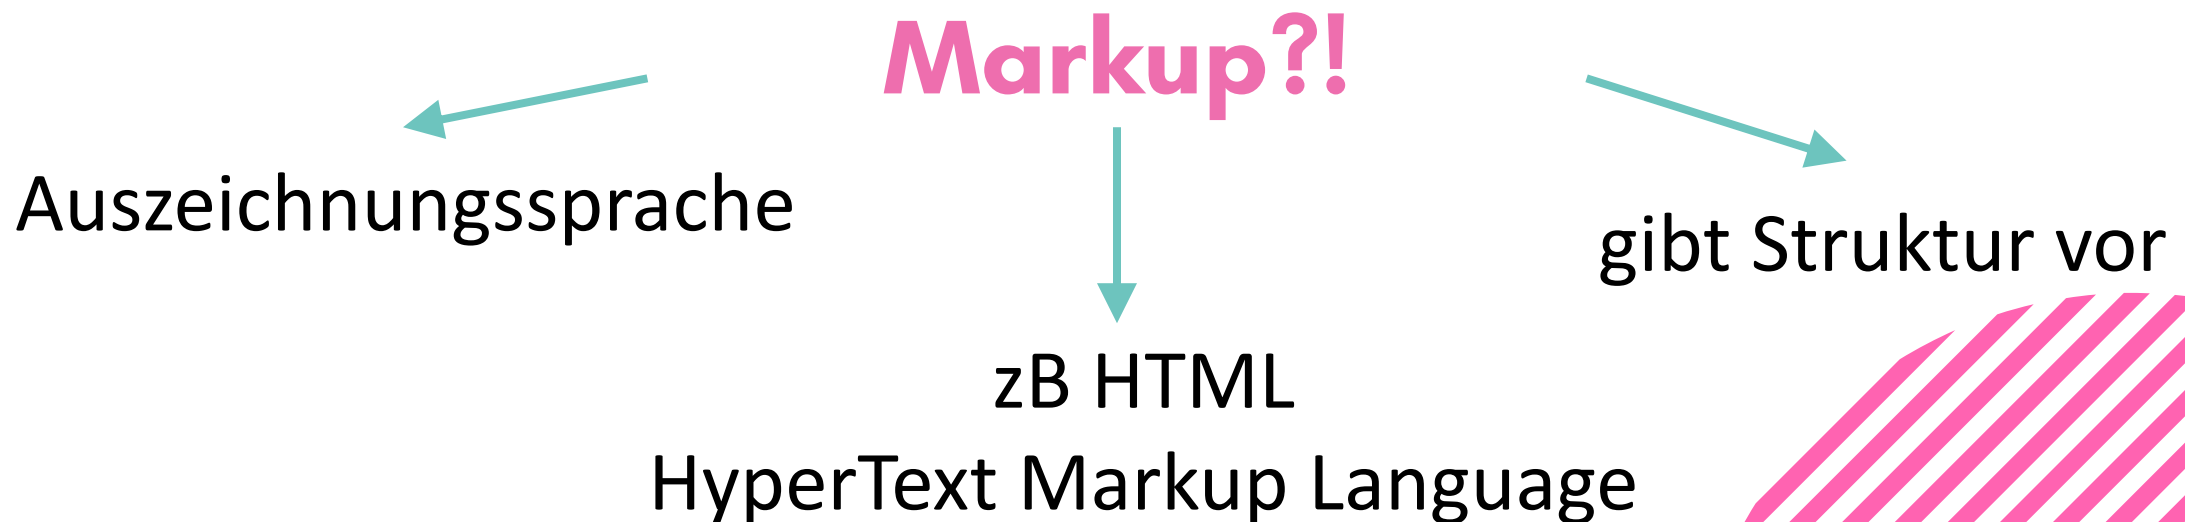 Markup?!
Auszeichnungssprache
gibt Struktur vor
zB HTML
HyperText Markup Language